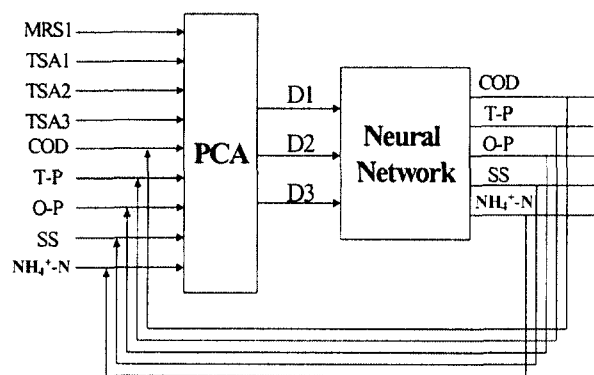 MRS1
TSA1
TSA2
TSA3
COD
T-P
O-P
SS
NH₄⁺-N
PCA
D1
D2
D3
Neural
Network
COD
T-P
O-P
SS
NH₄⁺-N